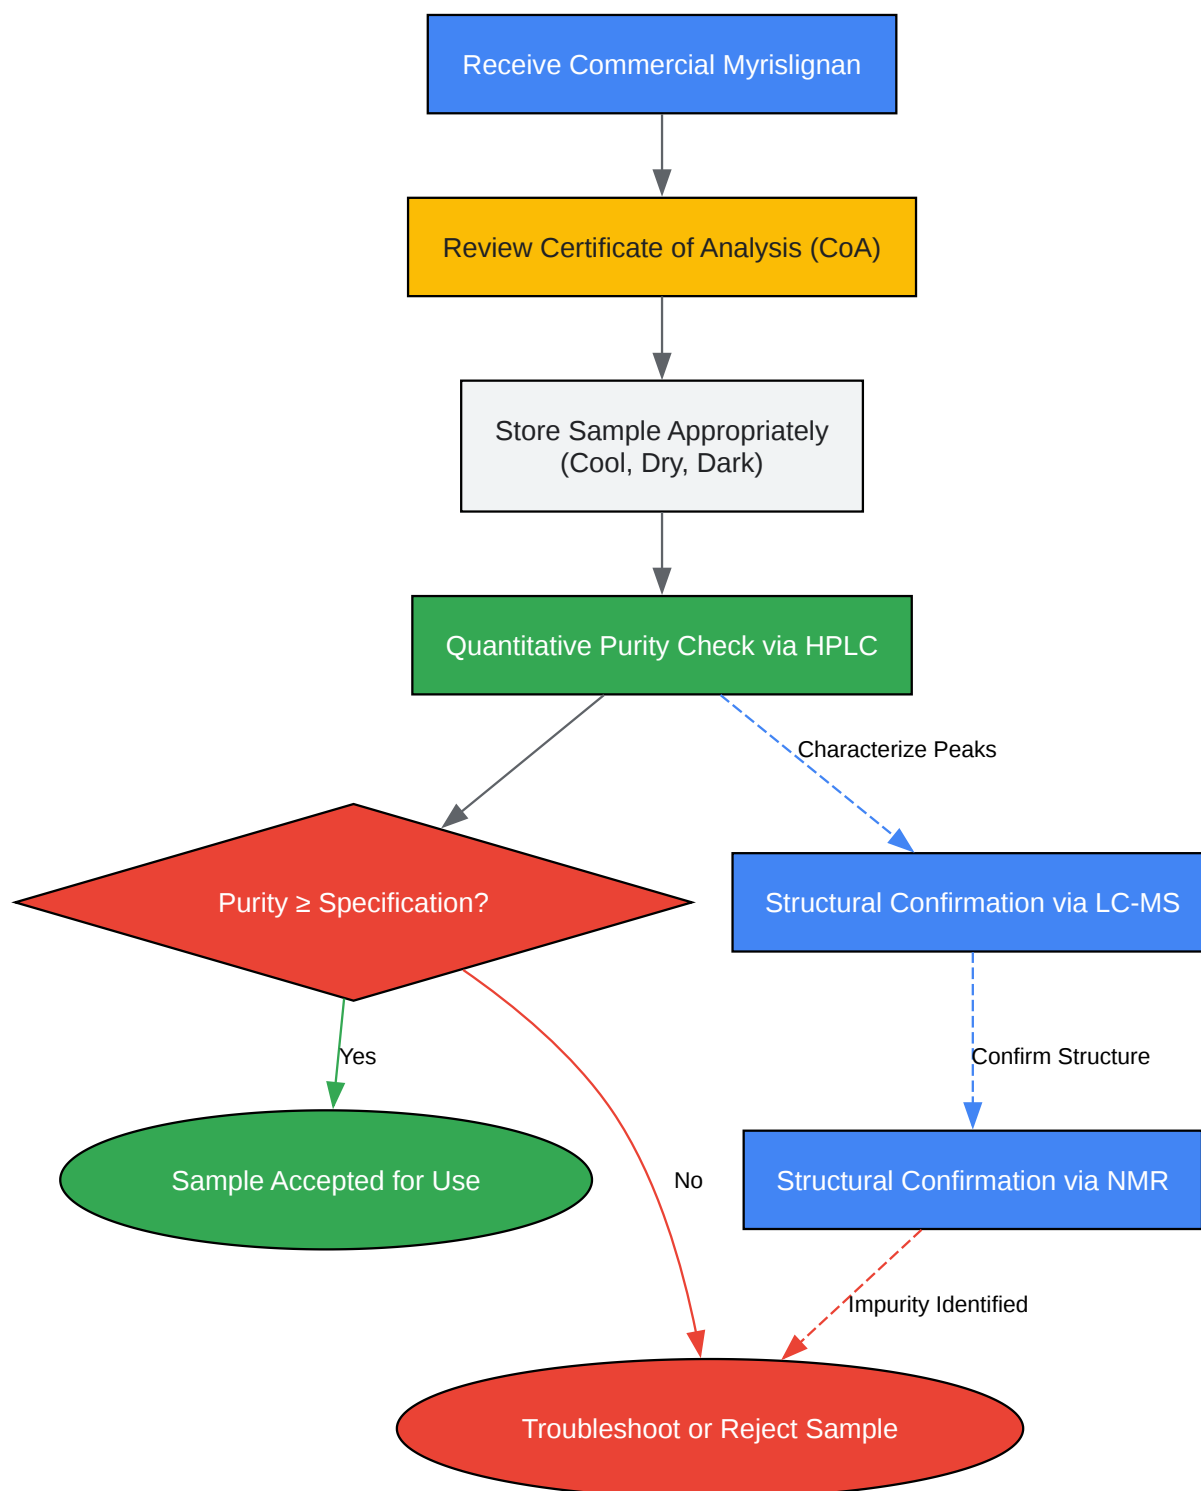 Receive Commercial Myrislignan
Review Certificate of Analysis (CoA)
Store Sample Appropriately
(Cool, Dry, Dark)
Quantitative Purity Check via HPLC
Characterize Peaks
Purity ≥ Specification?
Structural Confirmation via LC-MS
Yes
Confirm Structure
Sample Accepted for Use
No
Structural Confirmation via NMR
Impurity Identified
Troubleshoot or Reject Sample